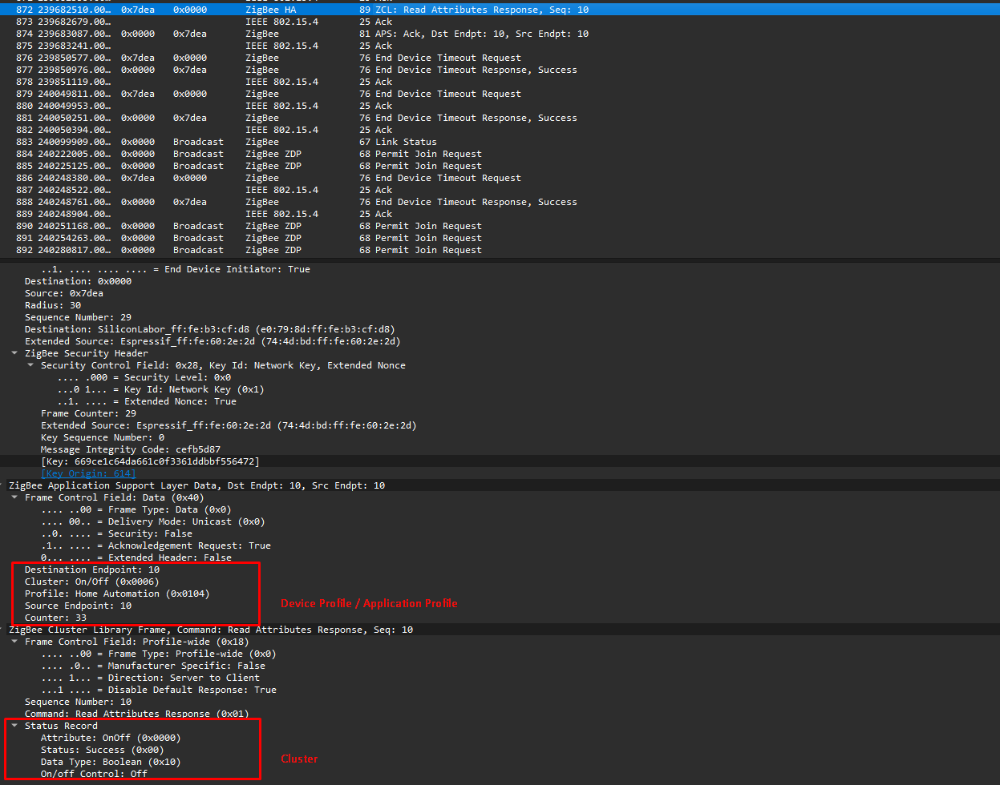 872 239682510.00… 0x7dea 0x0000 ZigBee HA 89 ZCL: Read Attributes Response, Seq: 10
873 239682679.00… IEEE 802.15.4 25 Ack
874 239683087.00… 0x0000 0x7dea ZigBee 81 APS: Ack, Dst Endpt: 10, Src Endpt: 10
875 239683241.00… IEEE 802.15.4 25 Ack
876 239850577.00… 0x7dea 0x0000 ZigBee 76 End Device Timeout Request
877 239850976.00… 0x0000 0x7dea ZigBee 76 End Device Timeout Response, Success
878 239851119.00… IEEE 802.15.4 25 Ack
879 240049811.00… 0x7dea 0x0000 ZigBee 76 End Device Timeout Request
880 240049953.00… IEEE 802.15.4 25 Ack
881 240050251.00… 0x0000 0x7dea ZigBee 76 End Device Timeout Response, Success
882 240050394.00… IEEE 802.15.4 25 Ack
883 240099909.00… 0x0000 Broadcast ZigBee 67 Link Status
884 240222005.00… 0x0000 Broadcast ZigBee ZDP 68 Permit Join Request
885 240225125.00… 0x0000 Broadcast ZigBee ZDP 68 Permit Join Request
886 240248380.00… 0x7dea 0x0000 ZigBee 76 End Device Timeout Request
887 240248522.00… IEEE 802.15.4 25 Ack
888 240248761.00… 0x0000 0x7dea ZigBee 76 End Device Timeout Response, Success
889 240248904.00… IEEE 802.15.4 25 Ack
890 240251168.00… 0x0000 Broadcast ZigBee ZDP 68 Permit Join Request
891 240254263.00… 0x0000 Broadcast ZigBee ZDP 68 Permit Join Request
892 240280817.00… 0x0000 Broadcast ZigBee ZDP 68 Permit Join Request
..1. .... .... .... = End Device Initiator: True
Destination: 0x0000
Source: 0x7dea
Radius: 30
Sequence Number: 29
Destination: SiliconLabor_ff:fe:b3:cf:d8 (e0:79:8d:ff:fe:b3:cf:d8)
Extended Source: Espressif_ff:fe:60:2e:2d (74:4d:bd:ff:fe:60:2e:2d)
ZigBee Security Header
Security Control Field: 0x28, Key Id: Network Key, Extended Nonce
.... .000 = Security Level: 0x0
...0 1... = Key Id: Network Key (0x1)
..1. .... = Extended Nonce: True
Frame Counter: 29
Extended Source: Espressif_ff:fe:60:2e:2d (74:4d:bd:ff:fe:60:2e:2d)
Key Sequence Number: 0
Message Integrity Code: cefb5d87
[Key: 669ce1c64da661c0f3361ddbbf556472]
[Key Origin: 614]
ZigBee Application Support Layer Data, Dst Endpt: 10, Src Endpt: 10
Frame Control Field: Data (0x40)
.... ..00 = Frame Type: Data (0x0)
.... 00.. = Delivery Mode: Unicast (0x0)
..0. .... = Security: False
.1.. .... = Acknowledgement Request: True
0... .... = Extended Header: False
Destination Endpoint: 10
Cluster: On/Off (0x0006)
Profile: Home Automation (0x0104)
Device Profile / Application Profile
Source Endpoint: 10
Counter: 33
ZigBee Cluster Library Frame, Command: Read Attributes Response, Seq: 10
Frame Control Field: Profile-wide (0x18)
.... ..00 = Frame Type: Profile-wide (0x0)
.... .0.. = Manufacturer Specific: False
.... 1... = Direction: Server to Client
...1 .... = Disable Default Response: True
Sequence Number: 10
Command: Read Attributes Response (0x01)
Status Record
Attribute: OnOff (0x0000)
Status: Success (0x00)
Data Type: Boolean (0x10)
Cluster
On/off Control: Off